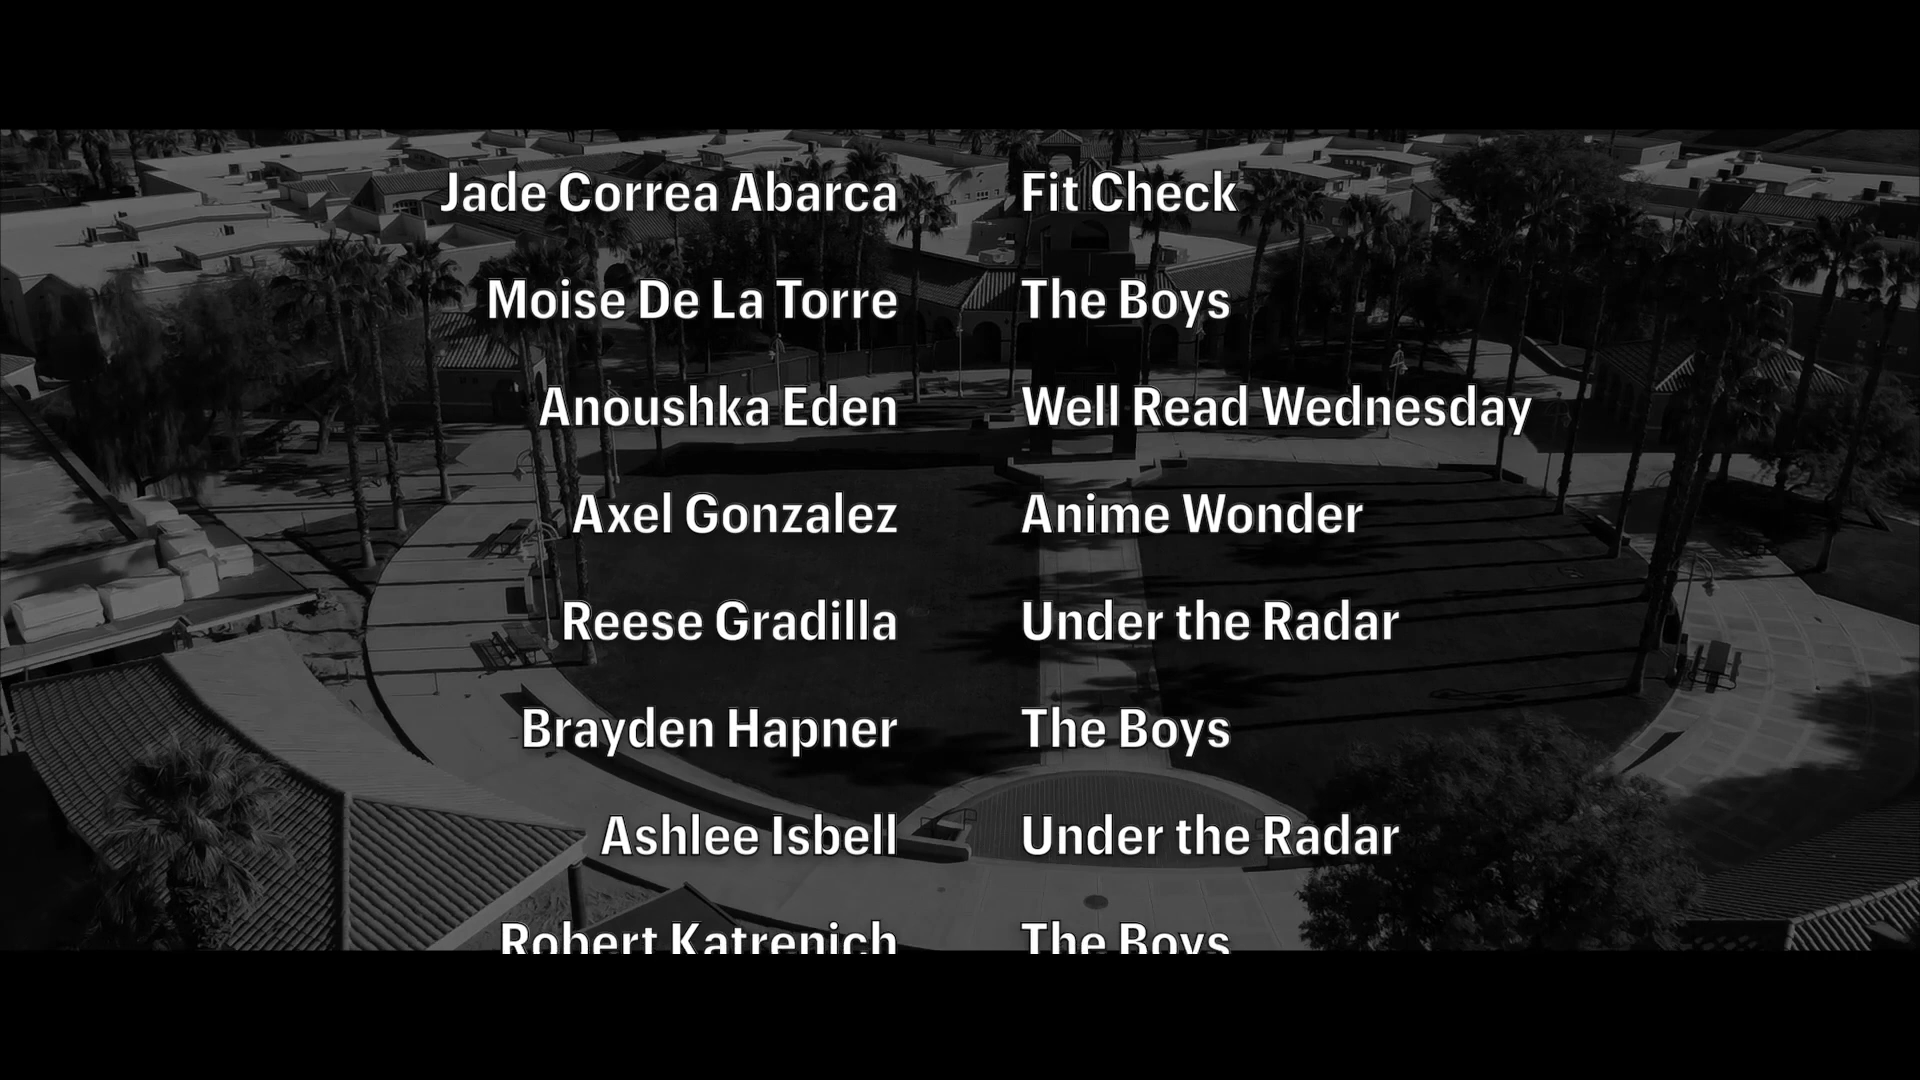 Jade Correa Abarca Fit Check
Moise De La Torre The Boys
Anoushka Eden Well Read Wednesday
Axel Gonzalez Anime Wonder
Reese Gradilla Under the Radar
Brayden Hapner The Boys
Ashlee Isbell Under the Radar
Robert Katrenich The Boys